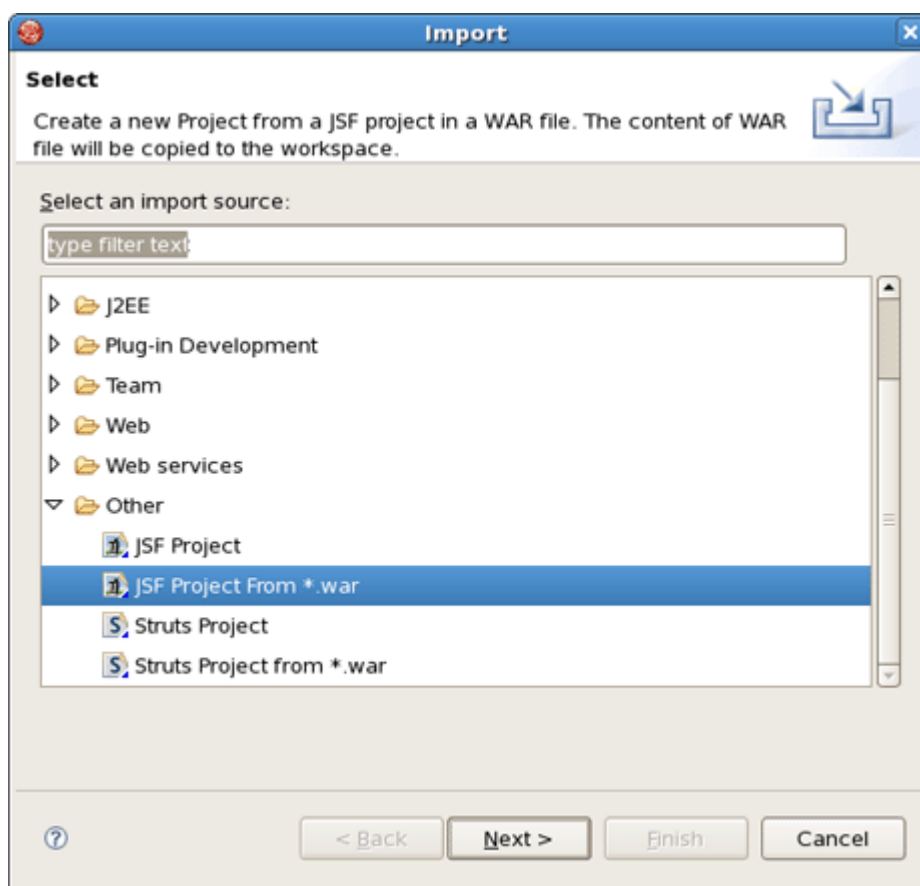 Import
Select
Create a new Project from a JSF project in a WAR file. The content of WAR
file will be copied to the workspace.
Select an import source:
type filter text
J2EE
Plug-in Development
Team
Web
Web services
Other
JSF Project
JSF Project From *.war
Struts Project
Struts Project from *.war
< Back Next > Finish Cancel